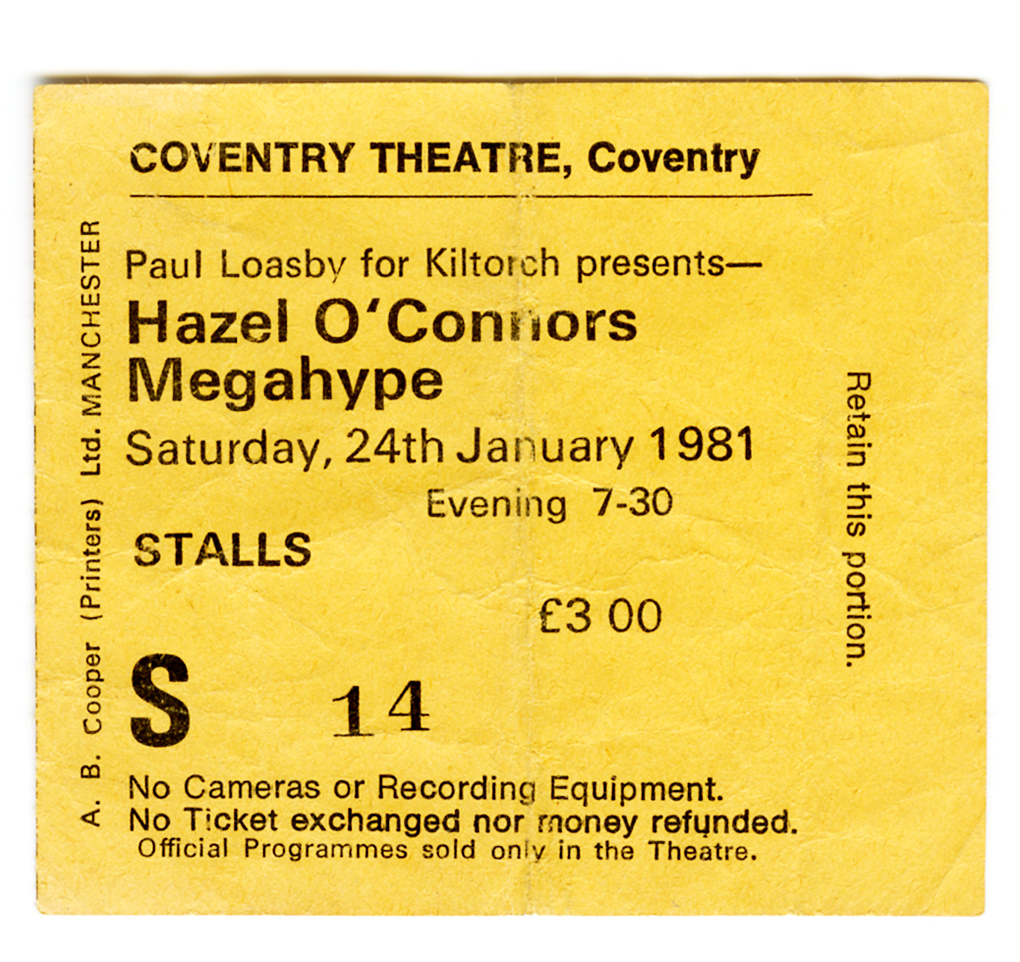 COVENTRY THEATRE, Coventry
Paul Loasby for Kiltorch presents—
Hazel O'Connors
Megahype
Saturday, 24th January 1981
Evening 7-30
STALLS
£3 00
S 14
No Cameras or Recording Equipment.
No Ticket exchanged nor money refunded.
Official Programmes sold only in the Theatre.
A. B. Cooper (Printers) Ltd. MANCHESTER
Retain this portion.